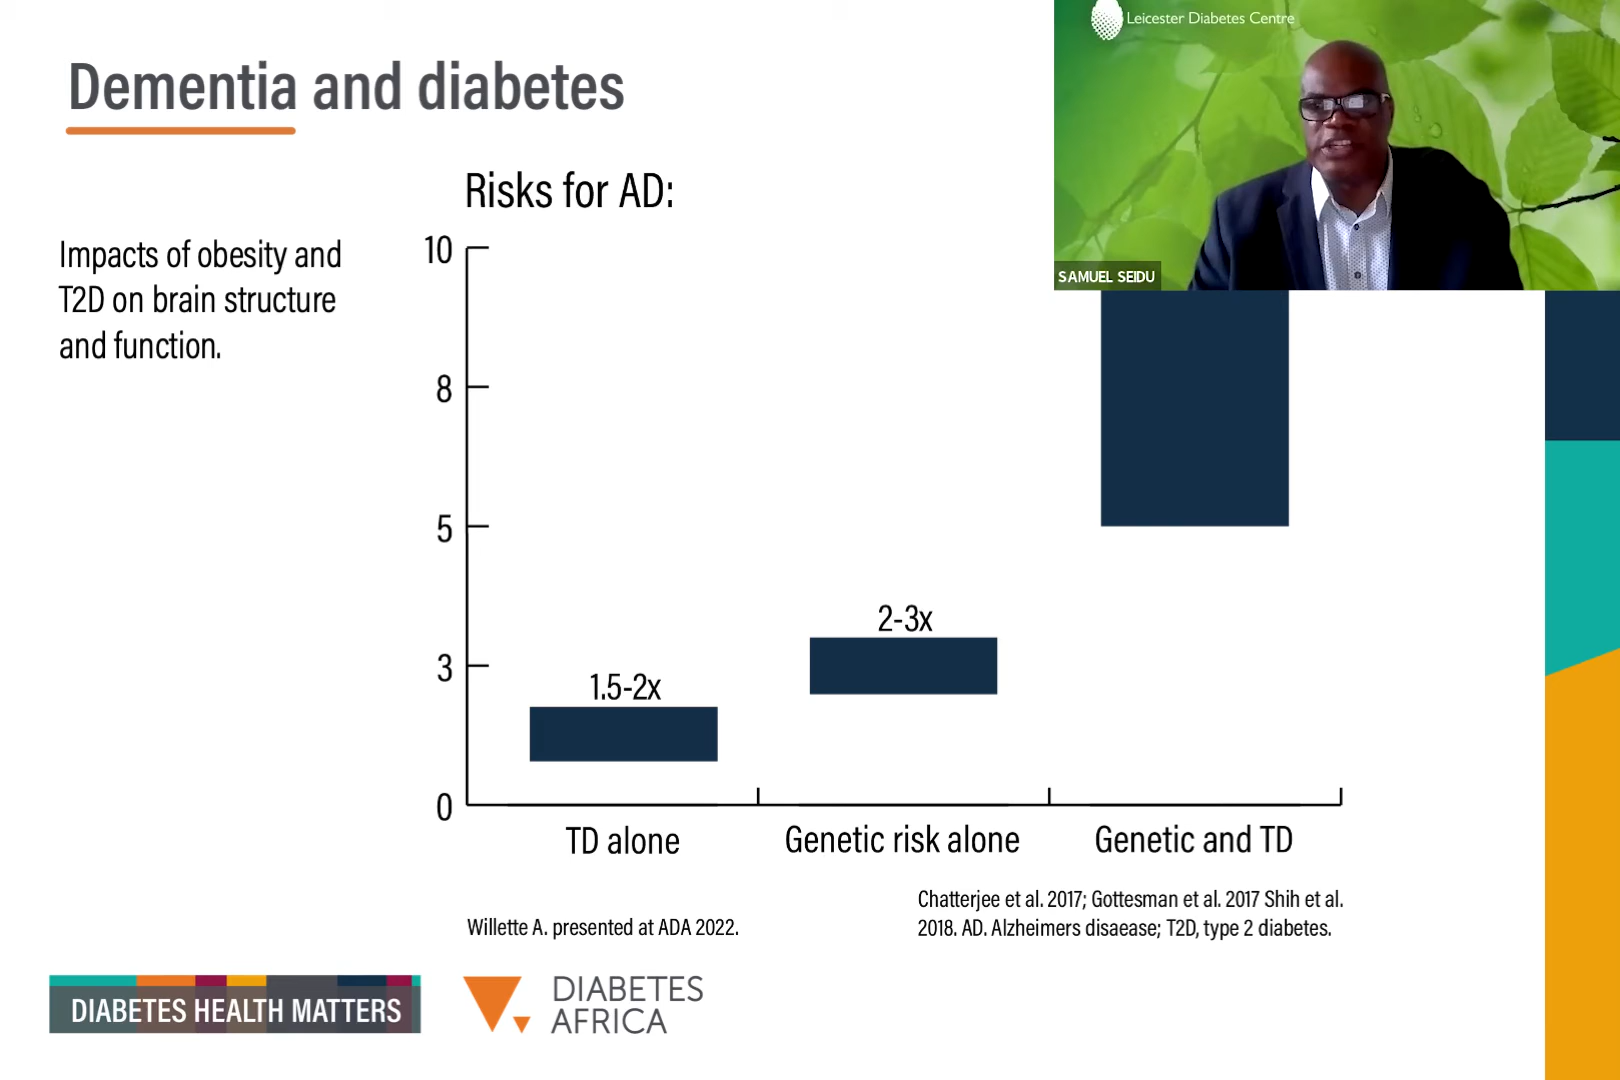 Leicester Diabetes Centre
Dementia and diabetes
SAMUEL SEIDU
Risks for AD:
Impacts of obesity and
T2D on brain structure
and function.
10
8
5
3
0
1.5-2x
2-3x
TD alone
Genetic risk alone
Genetic and TD
Willette A. presented at ADA 2022.
Chatterjee et al. 2017; Gottesman et al. 2017 Shih et al.
2018. AD. Alzheimers disaease; T2D, type 2 diabetes.
DIABETES HEALTH MATTERS
DIABETES
AFRICA